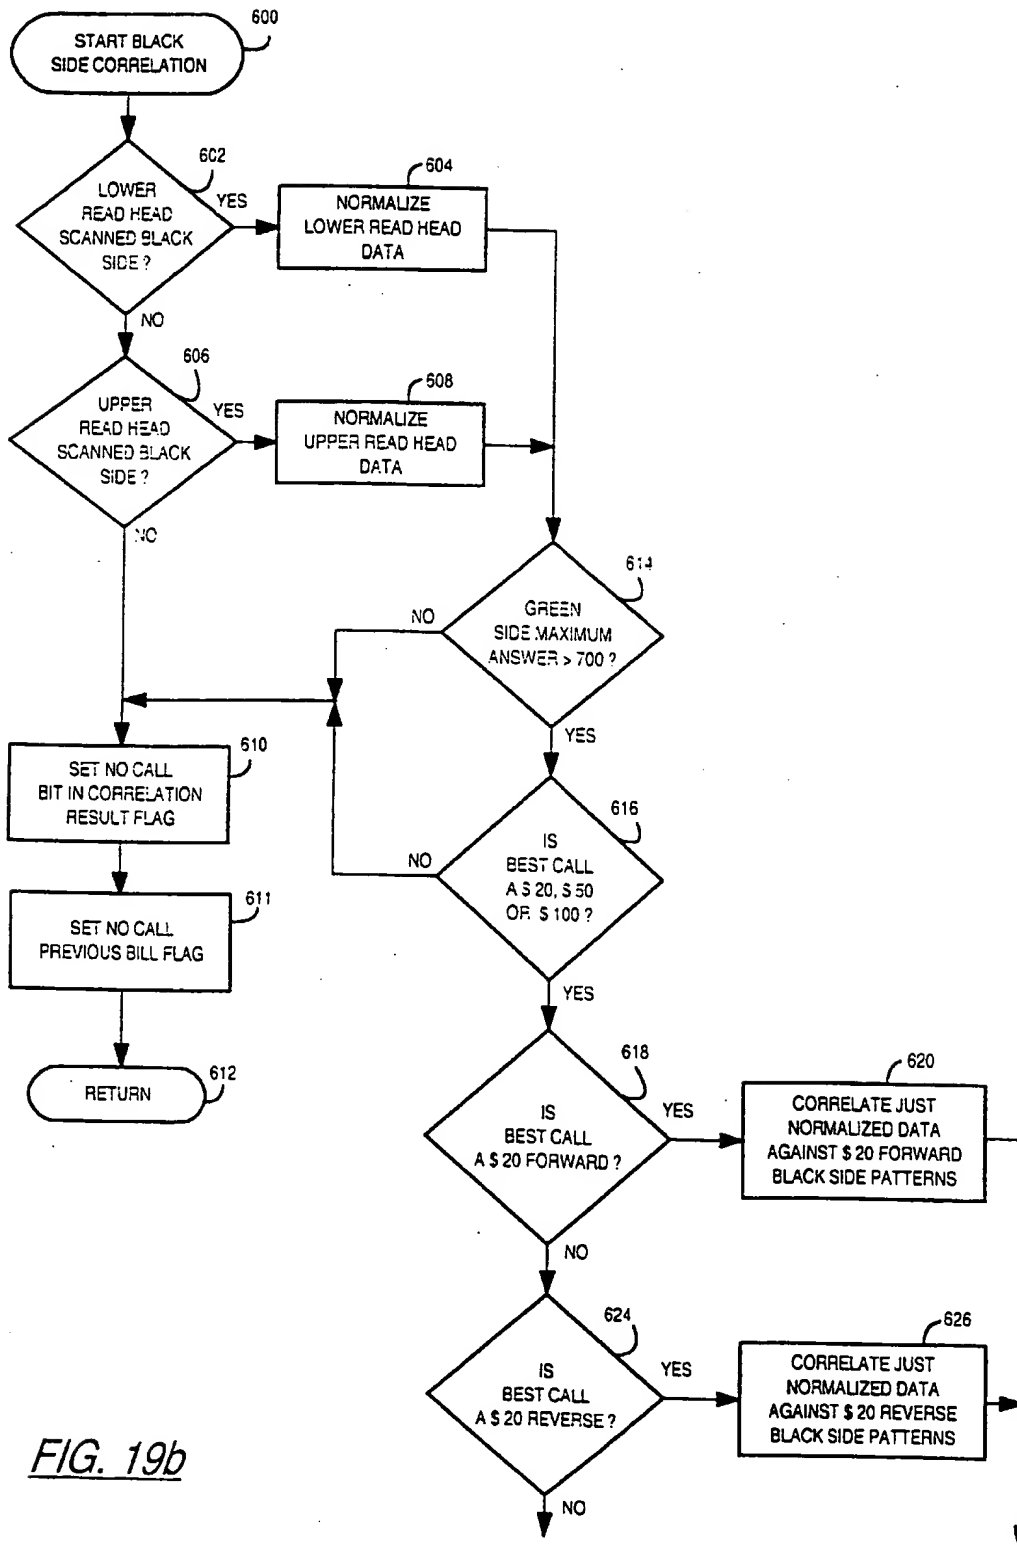 600
START BLACK
SIDE CORRELATION
602
LOWER
READ HEAD
SCANNED BLACK
SIDE ?
YES
NO
604
NORMALIZE
LOWER READ HEAD
DATA
606
UPPER
READ HEAD
SCANNED BLACK
SIDE ?
YES
NO
608
NORMALIZE
UPPER READ HEAD
DATA
614
GREEN
SIDE MAXIMUM
ANSWER > 700 ?
NO
YES
610
SET NO CALL
BIT IN CORRELATION
RESULT FLAG
616
IS
BEST CALL
A $ 20, $ 50
OR $ 100 ?
NO
YES
611
SET NO CALL
PREVIOUS BILL FLAG
612
RETURN
618
IS
BEST CALL
A $ 20 FORWARD ?
YES
NO
620
CORRELATE JUST
NORMALIZED DATA
AGAINST $ 20 FORWARD
BLACK SIDE PATTERNS
624
IS
BEST CALL
A $ 20 REVERSE ?
YES
NO
626
CORRELATE JUST
NORMALIZED DATA
AGAINST $ 20 REVERSE
BLACK SIDE PATTERNS
FIG. 19b